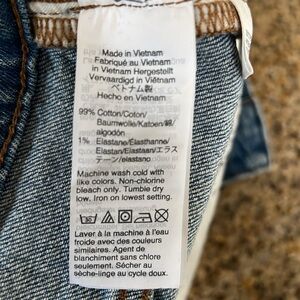 Made in Vietnam
Fabriqué au Vietnam
in Vietnam Hergestellt
Vervaardigd in Viëtnam
ベトナム製
Hecho en Vietnam
99% Cotton/Coton/
Baumwolle/Katoen/綿/
algodón
1% Elastane/Élasthanne/
Elastan/Elastaan/エラス
テーン/elastano
Machine wash cold with
like colors. Non-chlorine
bleach only. Tumble dry
low. Iron on lowest setting.
Laver à la machine à l'eau
froide avec des couleurs
similaires. Agent de
blanchiment sans chlore
seulement. Sécher au
sèche-linge au cycle doux.